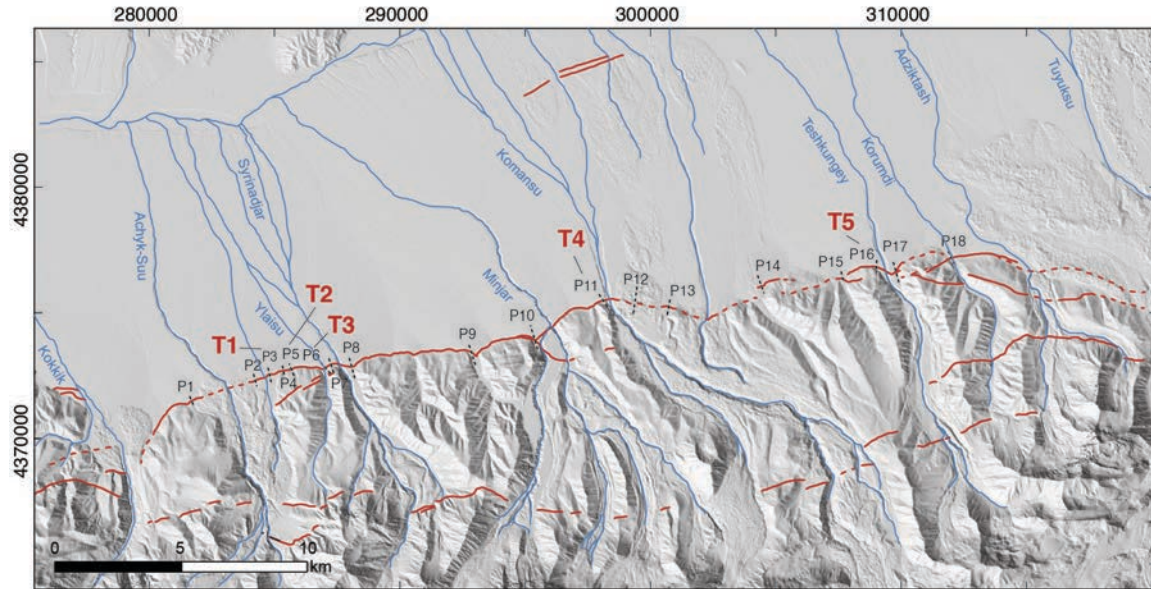 280000
290000
300000
310000
4380000
4370000
Kokkik
Achyk-Suu
Syrinadjar
Ylaisu
Minjar
Komansu
Teshkungey
Korumdi
Adziktash
Tuyuksu
T1
T2
T3
T4
T5
P1
P2
P3
P4
P5
P6
P7
P8
P9
P10
P11
P12
P13
P14
P15
P16
P17
P18
0
5
10
km